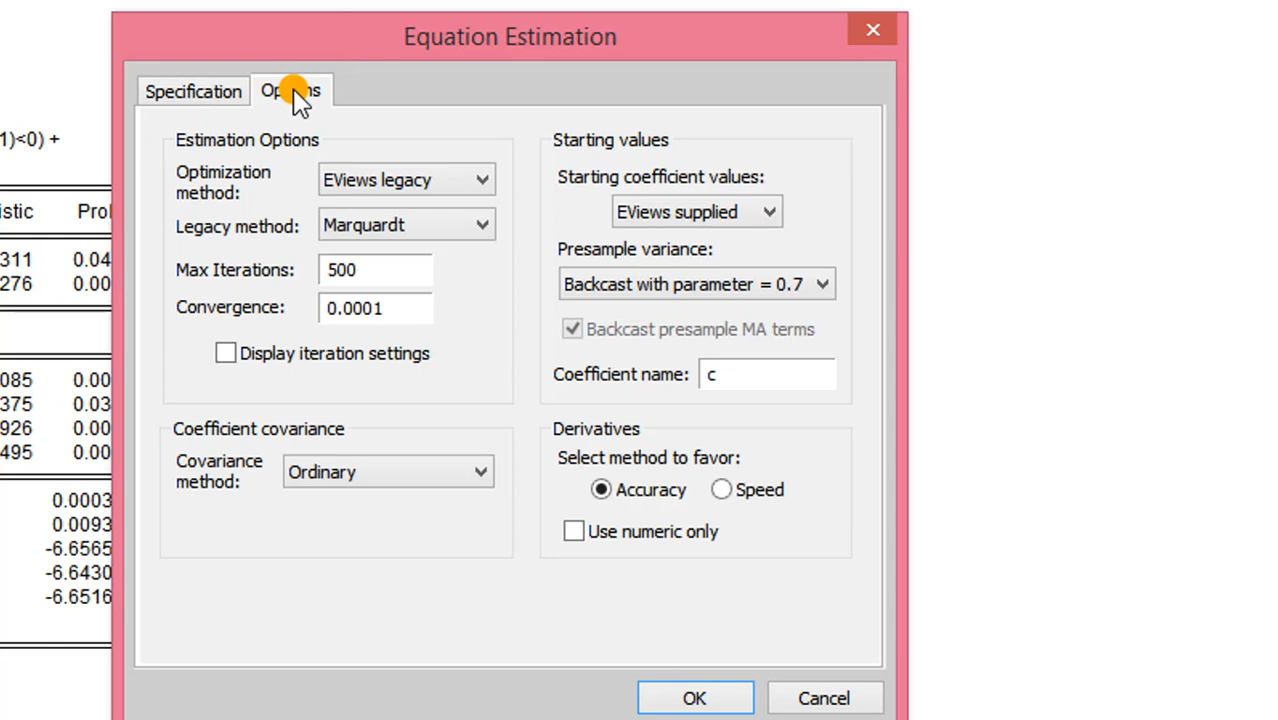 Equation Estimation
Specification
Options
1)<0) +
istic
311 0.04
276 0.00
085 0.00
375 0.03
926 0.00
495 0.00
0.0003
0.0093
-6.6565
-6.6430
-6.6516
Estimation Options
Optimization
method:
EViews legacy
Legacy method:
Marquardt
Max Iterations:
500
Convergence:
0.0001
Display iteration settings
Coefficient covariance
Covariance
method:
Ordinary
Starting values
Starting coefficient values:
EViews supplied
Presample variance:
Backcast with parameter = 0.7
Backcast presample MA terms
Coefficient name:
c
Derivatives
Select method to favor:
Accuracy
Speed
Use numeric only
OK
Cancel